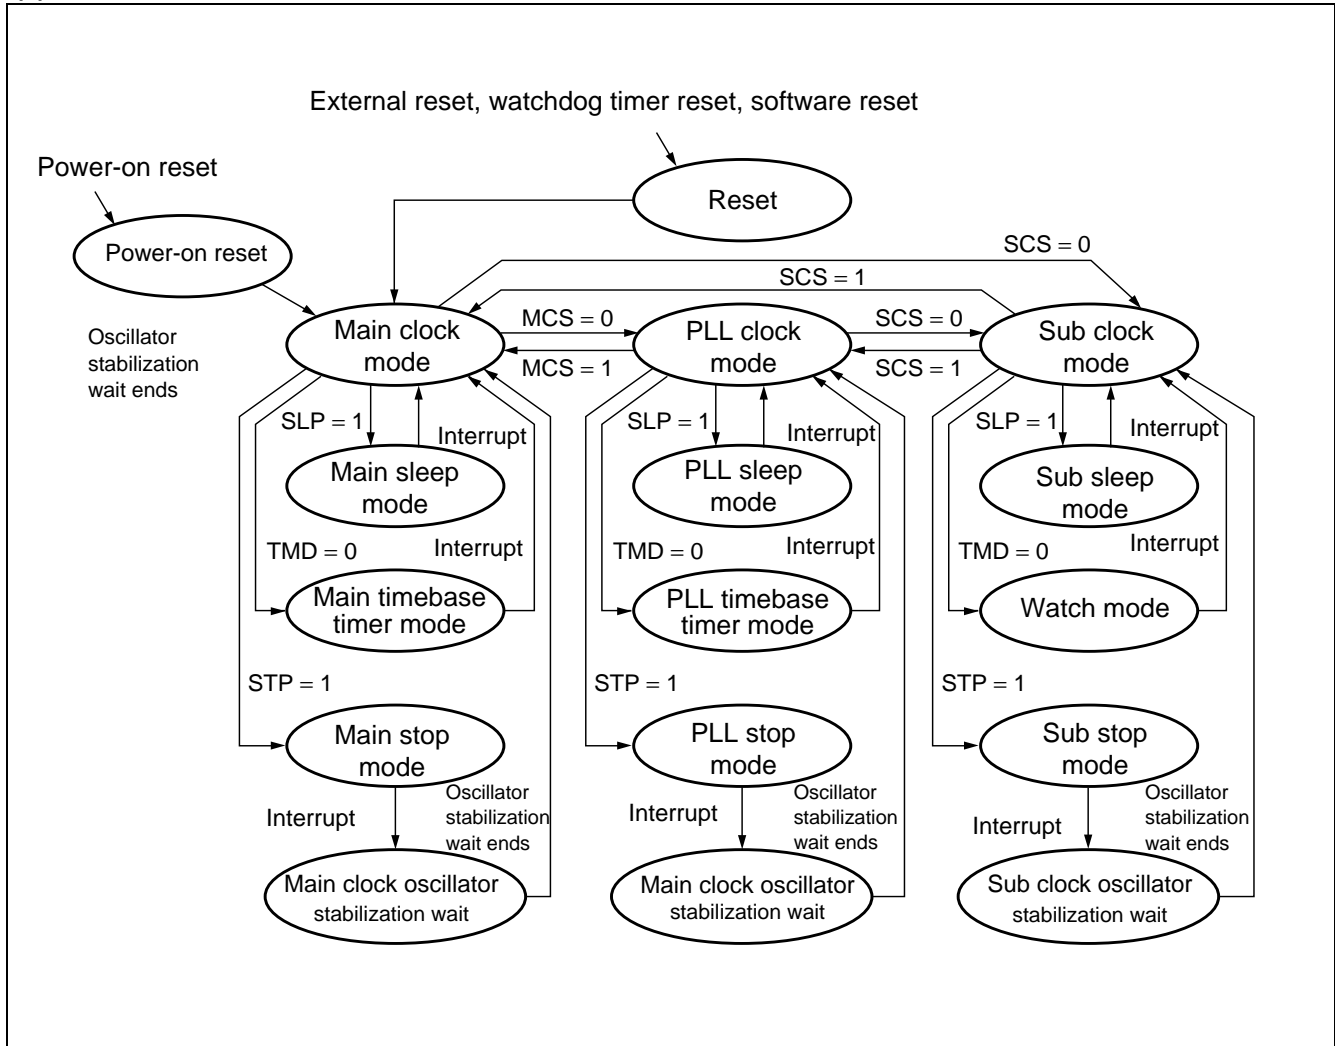 External reset, watchdog timer reset, software reset
Power-on reset
Reset
Power-on reset
SCS = 0
SCS = 1
Oscillator
stabilization
wait ends
Main clock
mode
MCS = 0
MCS = 1
PLL clock
mode
SCS = 0
SCS = 1
Sub clock
mode
SLP = 1
Interrupt
SLP = 1
Interrupt
SLP = 1
Interrupt
Main sleep
mode
PLL sleep
mode
Sub sleep
mode
TMD = 0
Interrupt
TMD = 0
Interrupt
TMD = 0
Interrupt
Main timebase
timer mode
PLL timebase
timer mode
Watch mode
STP = 1
STP = 1
STP = 1
Main stop
mode
PLL stop
mode
Sub stop
mode
Interrupt
Oscillator
stabilization
wait ends
Interrupt
Oscillator
stabilization
wait ends
Interrupt
Oscillator
stabilization
wait ends
Main clock oscillator
stabilization wait
Main clock oscillator
stabilization wait
Sub clock oscillator
stabilization wait